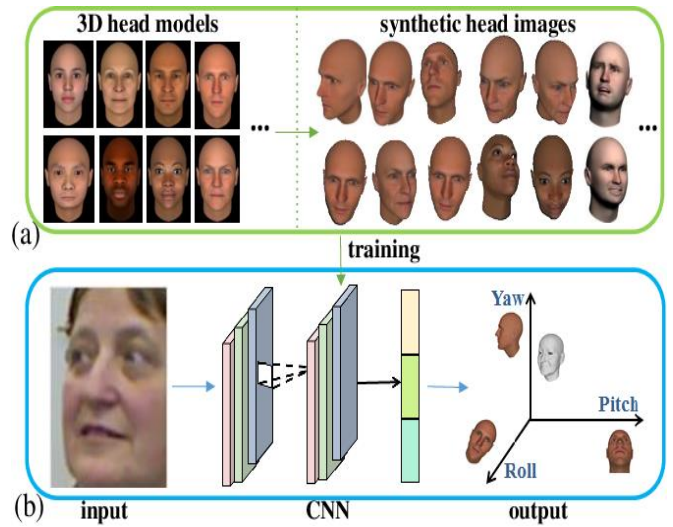 3D head models
synthetic head images
...
...
(a)
training
Yaw
Pitch
Roll
(b)
input
CNN
output